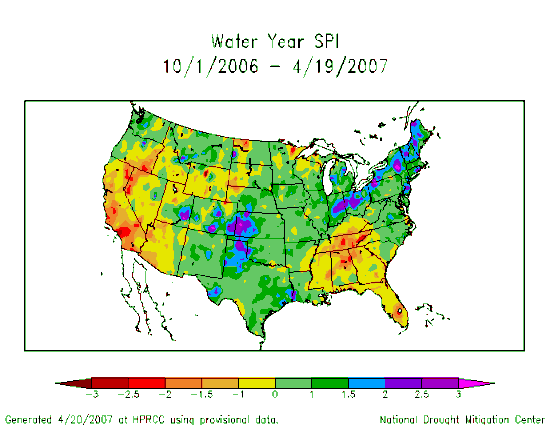 Water Year SPI
10/1/2006 - 4/19/2007
-3 -2.5 -2 -1.5 -1 0 1 1.5 2 2.5 3
Generated 4/20/2007 at HPRCC using provisional data. National Drought Mitigation Center